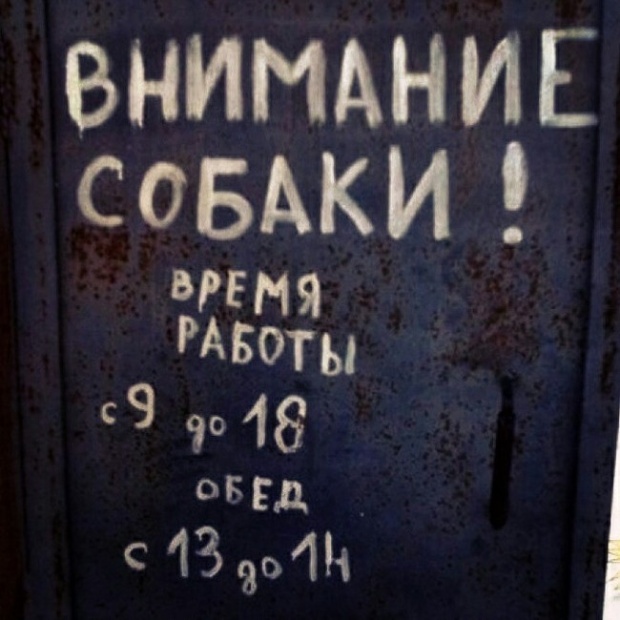 ВНИМАНИЕ
СОБАКИ !
ВРЕМЯ
РАБОТЫ
с 9 до 18
ОБЕД
с 13 до 14